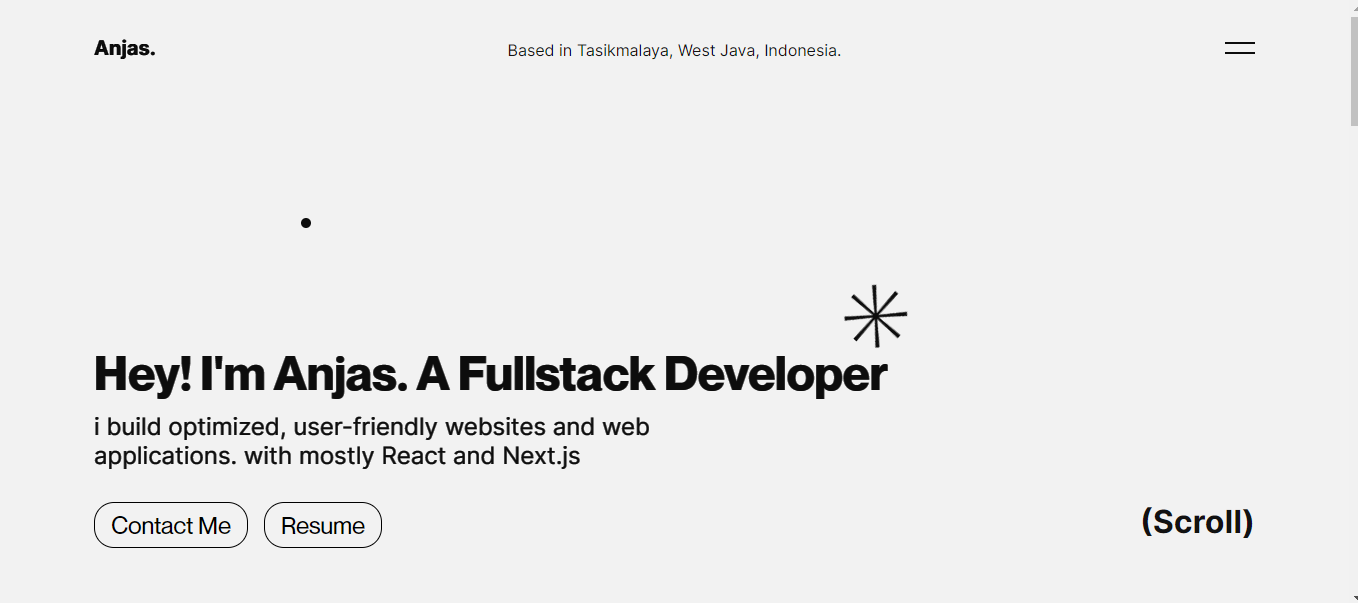 Anjas.
Based in Tasikmalaya, West Java, Indonesia.
Hey! I'm Anjas. A Fullstack Developer
i build optimized, user-friendly websites and web
applications. with mostly React and Next.js
Contact Me
Resume
(Scroll)